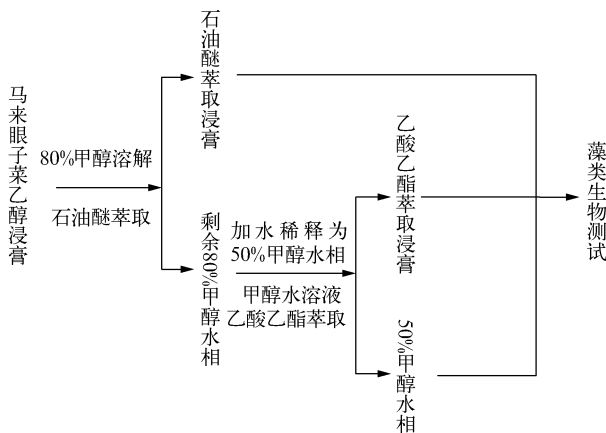 马来眼子菜乙醇浸膏
80%甲醇溶解
石油醚萃取
石油醚萃取浸膏
剩余80%甲醇水相
加水稀释为
50%甲醇水相
甲醇水溶液
乙酸乙酯萃取
乙酸乙酯萃取浸膏
50%甲醇水相
藻类生物测试